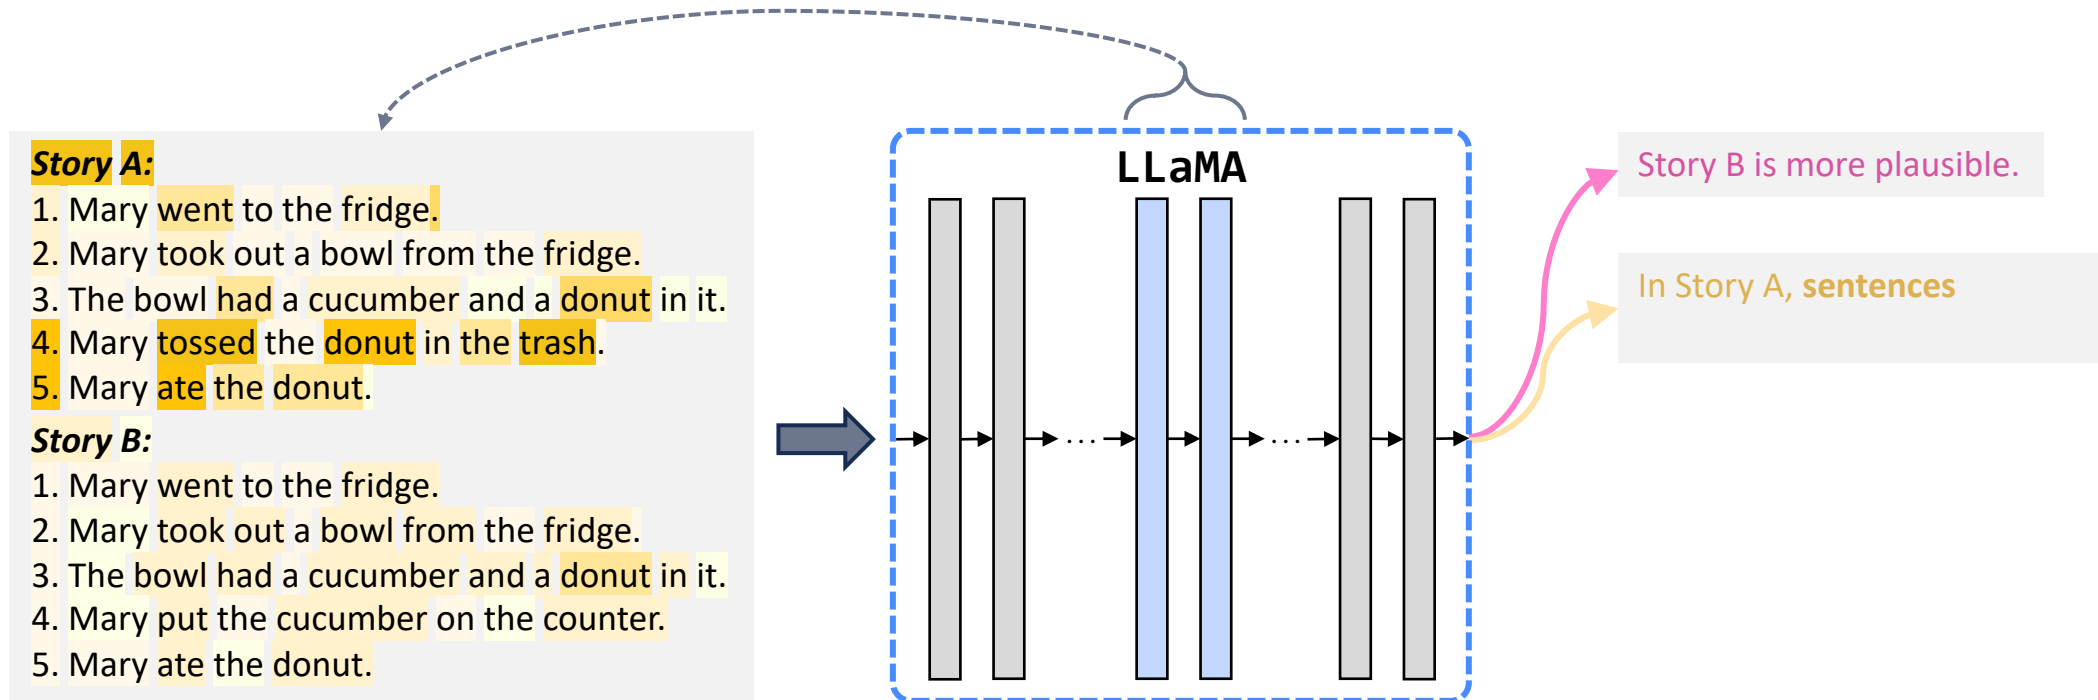 Story A:
1. Mary went to the fridge.
2. Mary took out a bowl from the fridge.
3. The bowl had a cucumber and a donut in it.
4. Mary tossed the donut in the trash.
5. Mary ate the donut.
Story B:
1. Mary went to the fridge.
2. Mary took out a bowl from the fridge.
3. The bowl had a cucumber and a donut in it.
4. Mary put the cucumber on the counter.
5. Mary ate the donut.
LLaMA
... ...
Story B is more plausible.
In Story A, sentences